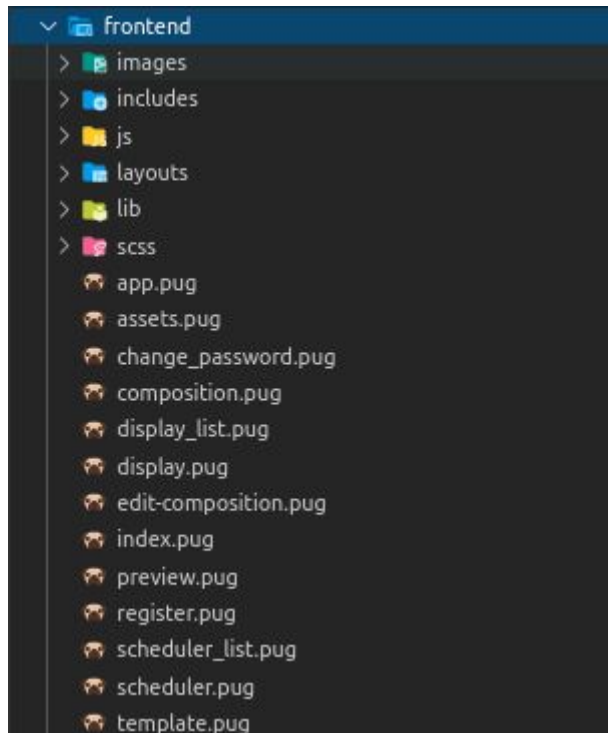 frontend
images
includes
js
layouts
lib
scss
app.pug
assets.pug
change_password.pug
composition.pug
display_list.pug
display.pug
edit-composition.pug
index.pug
preview.pug
register.pug
scheduler_list.pug
scheduler.pug
template.pug